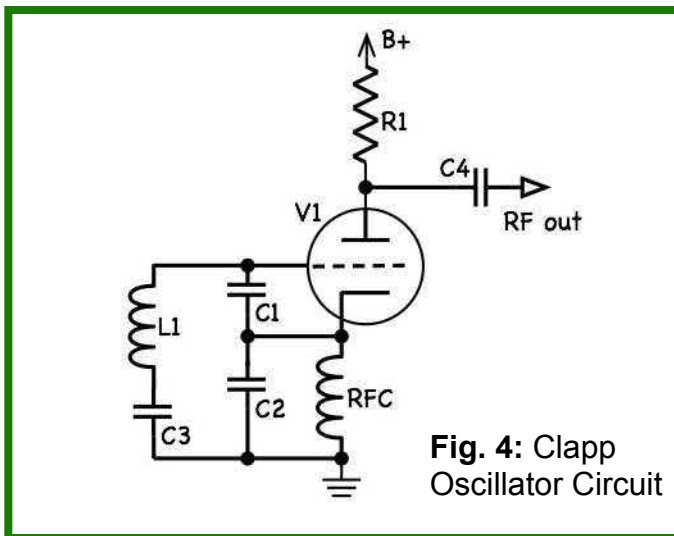 B+
R1
C4
V1
RF out
C1
L1
C2
RFC
C3
Fig. 4: Clapp
Oscillator Circuit